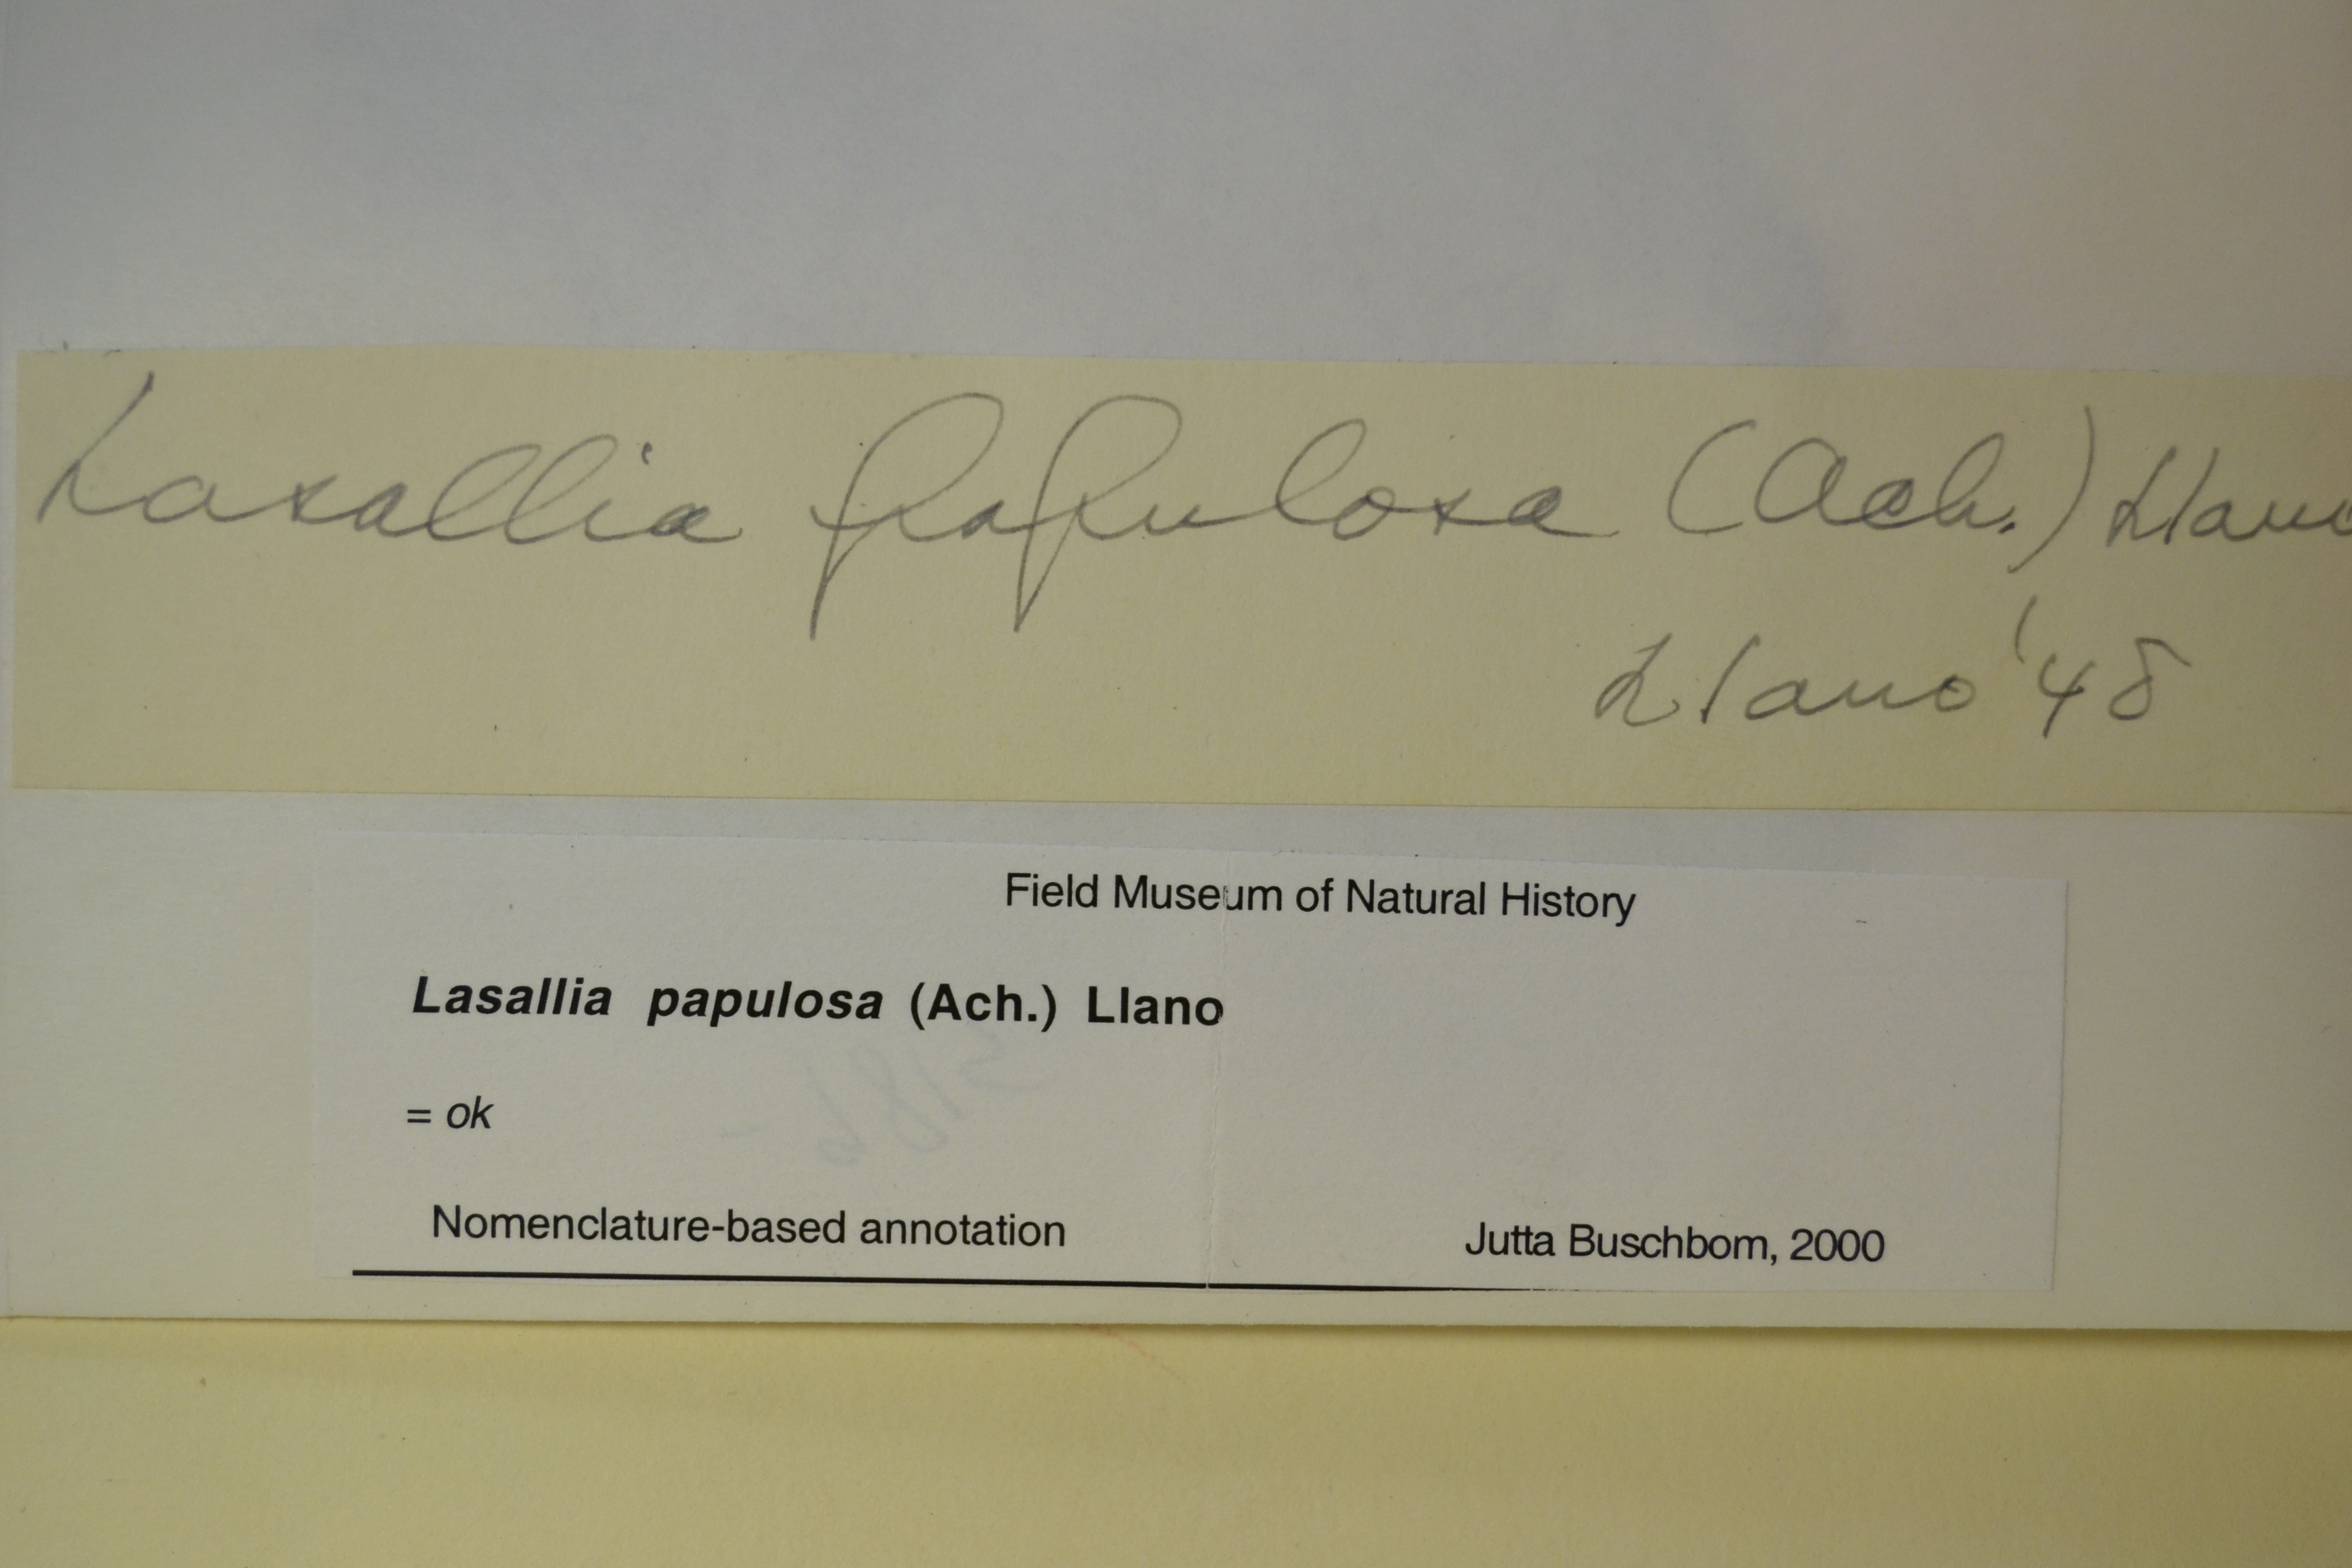 Lasallia papulosa (Ach.) Llano
Llano '48
Field Museum of Natural History
Lasallia papulosa (Ach.) Llano
= ok
Nomenclature-based annotation
Jutta Buschbom, 2000